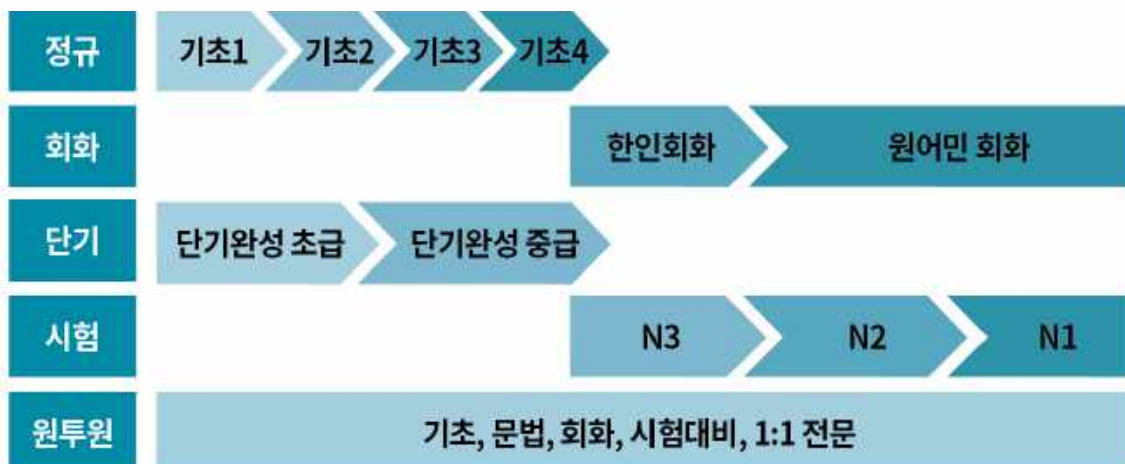 정규 기초1 기초2 기초3 기초4
회화 한인회화 원어민 회화
단기 단기완성 초급 단기완성 중급
시험 N3 N2 N1
원투원 기초, 문법, 회화, 시험대비, 1:1 전문